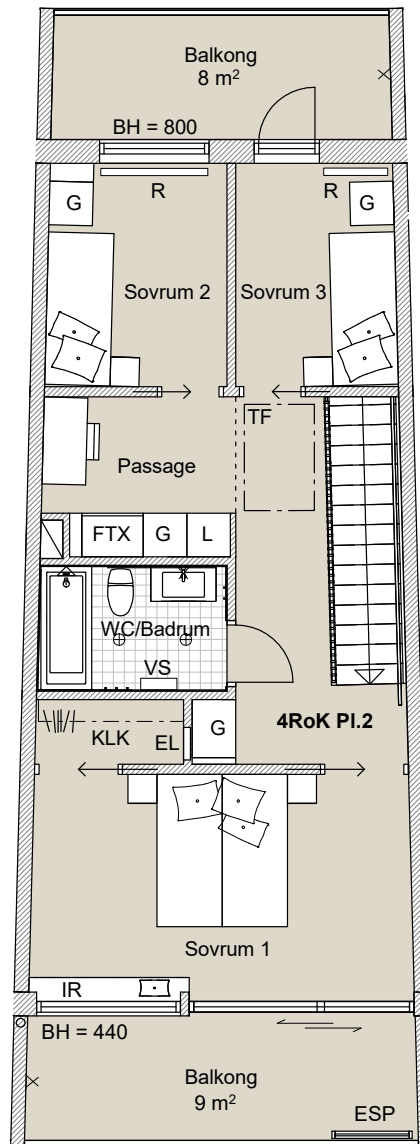 Balkong
8 m²
BH = 800
R
R
G
G
Sovrum 2
Sovrum 3
TF
Passage
FTX
G
L
WC/Badrum
VS
KLK
EL
G
4RoK Pl.2
Sovrum 1
IR
BH = 440
Balkong
9 m²
ESP